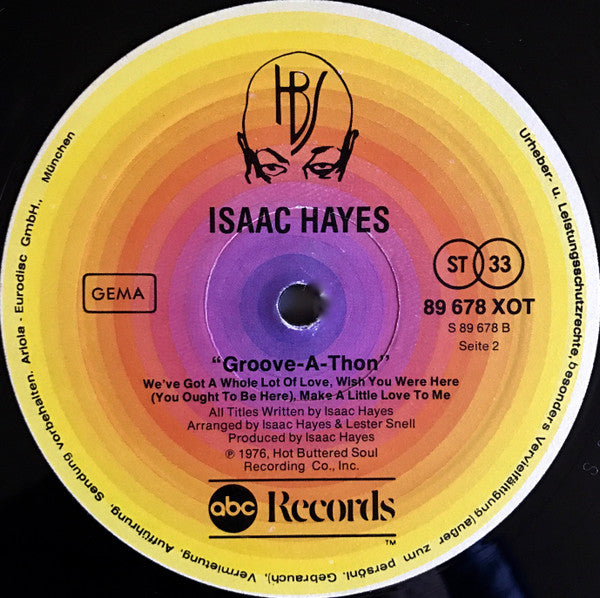 HBS
ISAAC HAYES
GEMA
ST 33
89 678 XOT
S 89 678 B
Seite 2
"Groove-A-Thon"
We've Got A Whole Lot Of Love, Wish You Were Here
(You Ought To Be Here), Make A Little Love To Me
All Titles Written by Isaac Hayes
Arranged by Isaac Hayes & Lester Snell
Produced by Isaac Hayes
℗ 1976, Hot Buttered Soul
Recording Co., Inc.
abc Records
™
Urheber- u. Leistungsschutzrechte, besonders Vervielfältigung (außer zum persönl. Gebrauch), Vermietung, Aufführung, Sendung vorbehalten. Ariola - Eurodisc GmbH., München